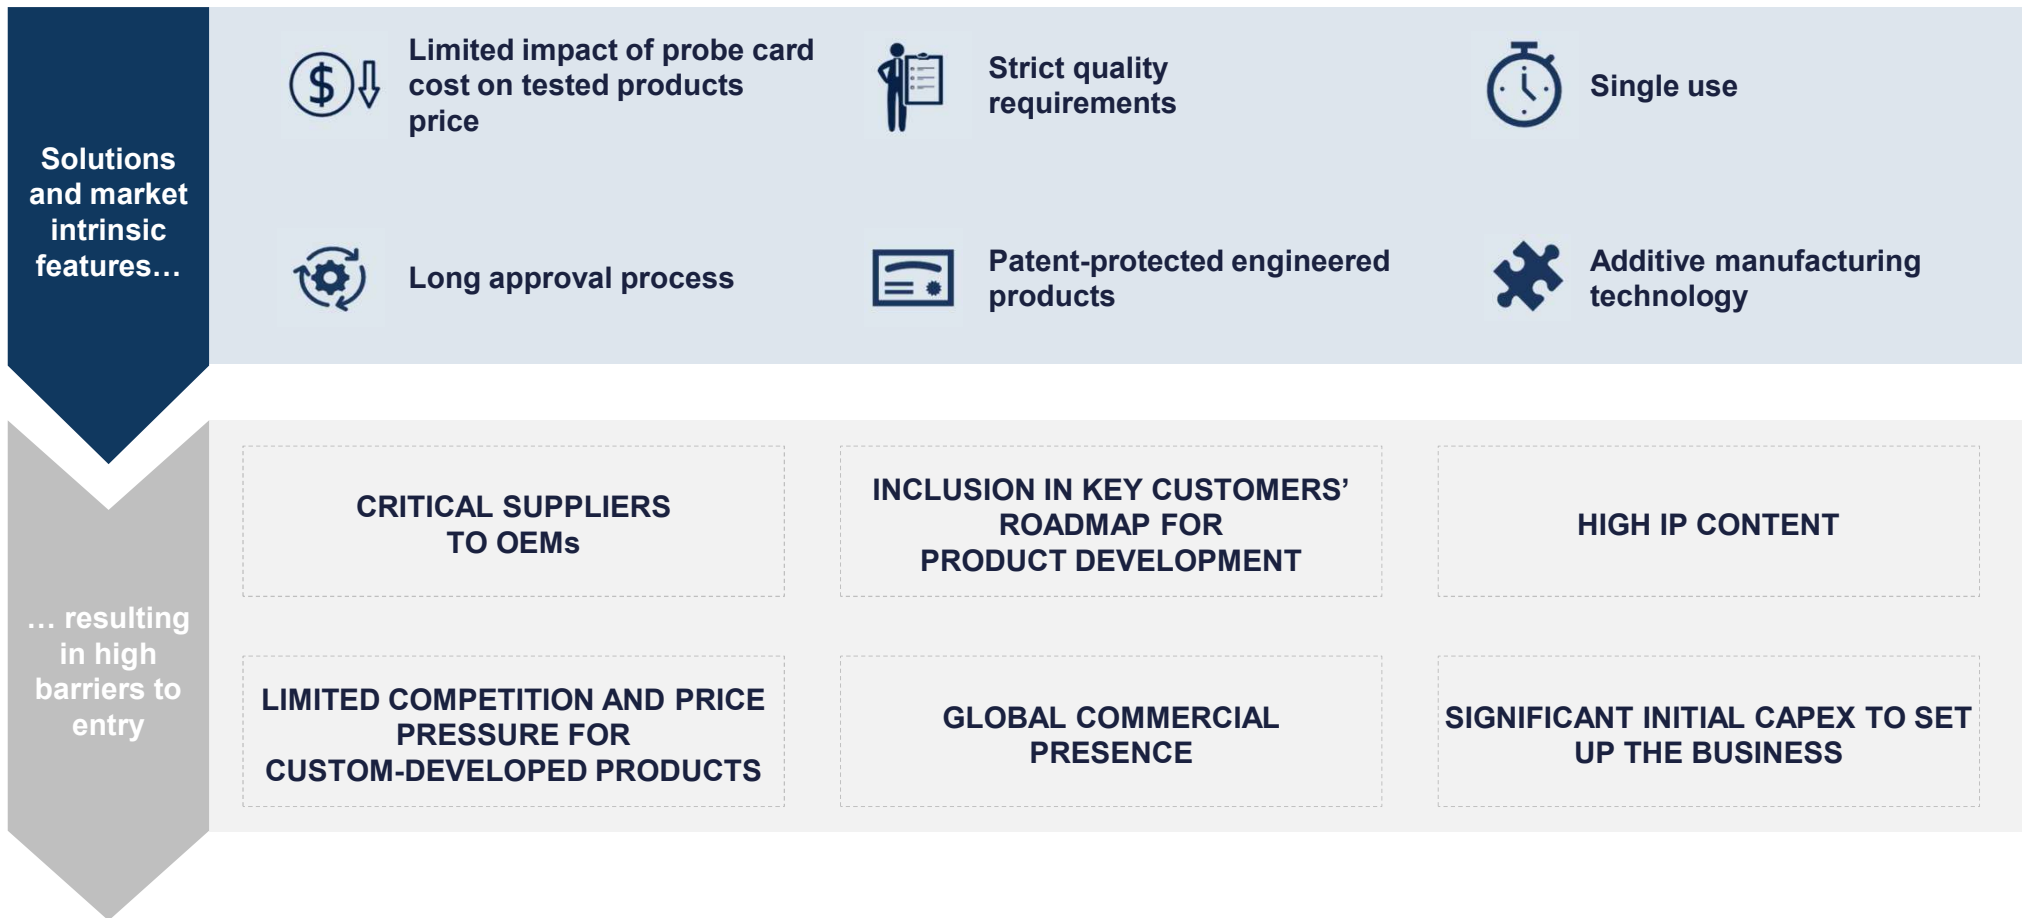 Solutions
and market
intrinsic
features…
Limited impact of probe card
cost on tested products
price
Strict quality
requirements
Single use
Long approval process
Patent-protected engineered
products
Additive manufacturing
technology
… resulting
in high
barriers to
entry
CRITICAL SUPPLIERS
TO OEMs
INCLUSION IN KEY CUSTOMERS’
ROADMAP FOR
PRODUCT DEVELOPMENT
HIGH IP CONTENT
LIMITED COMPETITION AND PRICE
PRESSURE FOR
CUSTOM-DEVELOPED PRODUCTS
GLOBAL COMMERCIAL
PRESENCE
SIGNIFICANT INITIAL CAPEX TO SET
UP THE BUSINESS